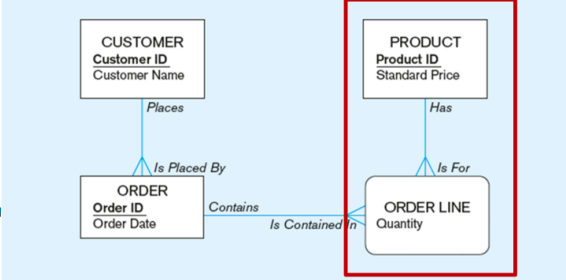 CUSTOMER
Customer ID
Customer Name
PRODUCT
Product ID
Standard Price
Places
Has
Is Placed By
Is For
ORDER
Order ID
Order Date
Contains
Is Contained In
ORDER LINE
Quantity